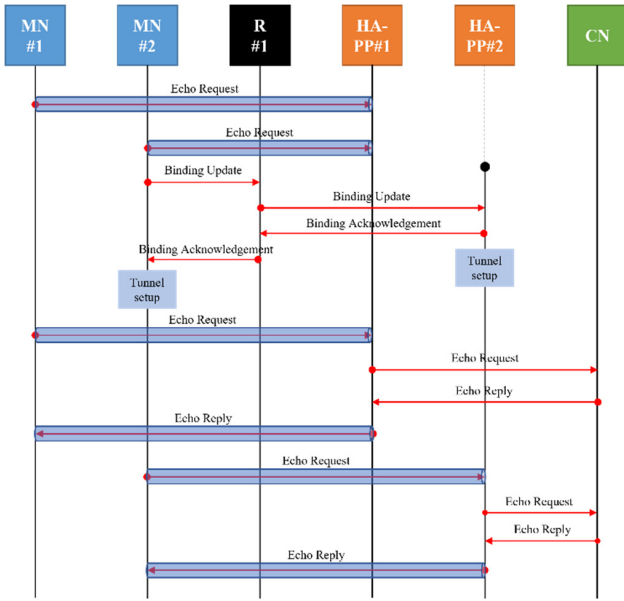 MN
#1
MN
#2
R
#1
HA-
PP#1
HA-
PP#2
CN
Echo Request
Echo Request
Binding Update
Binding Update
Binding Acknowledgement
Binding Acknowledgement
Tunnel
setup
Tunnel
setup
Echo Request
Echo Request
Echo Reply
Echo Reply
Echo Request
Echo Request
Echo Reply
Echo Reply